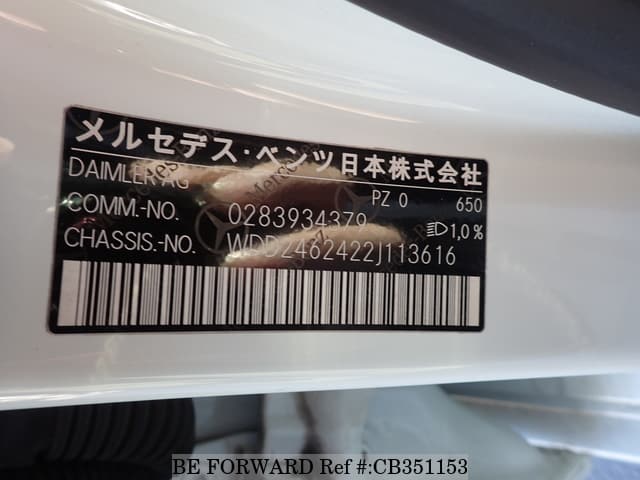 メルセデス・ベンツ日本株式会社
DAIMLER AG PZ 0 650
COMM.-NO. 0283934379 1,0%
CHASSIS.-NO. WDD2462422J113616
BE FORWARD Ref #:CB351153